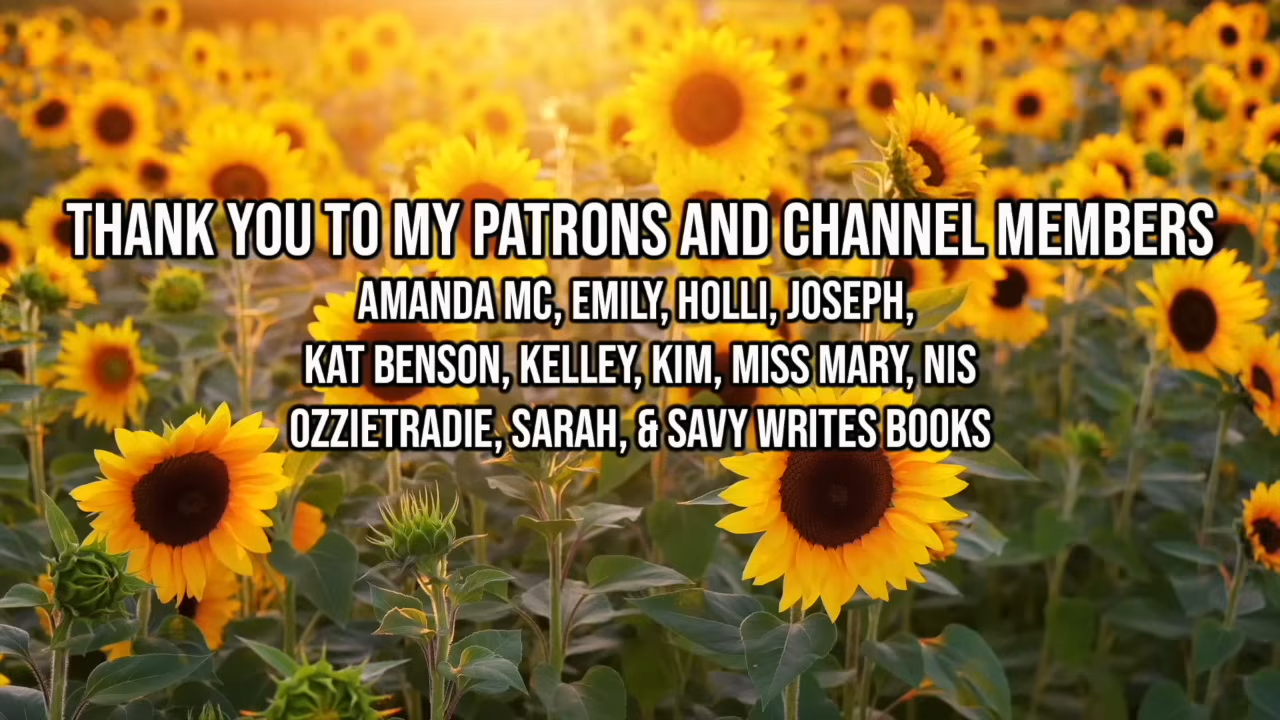 THANK YOU TO MY PATRONS AND CHANNEL MEMBERS
AMANDA MC, EMILY, HOLLI, JOSEPH,
KAT BENSON, KELLEY, KIM, MISS MARY, NIS
OZZIETRADIE, SARAH, & SAVY WRITES BOOKS